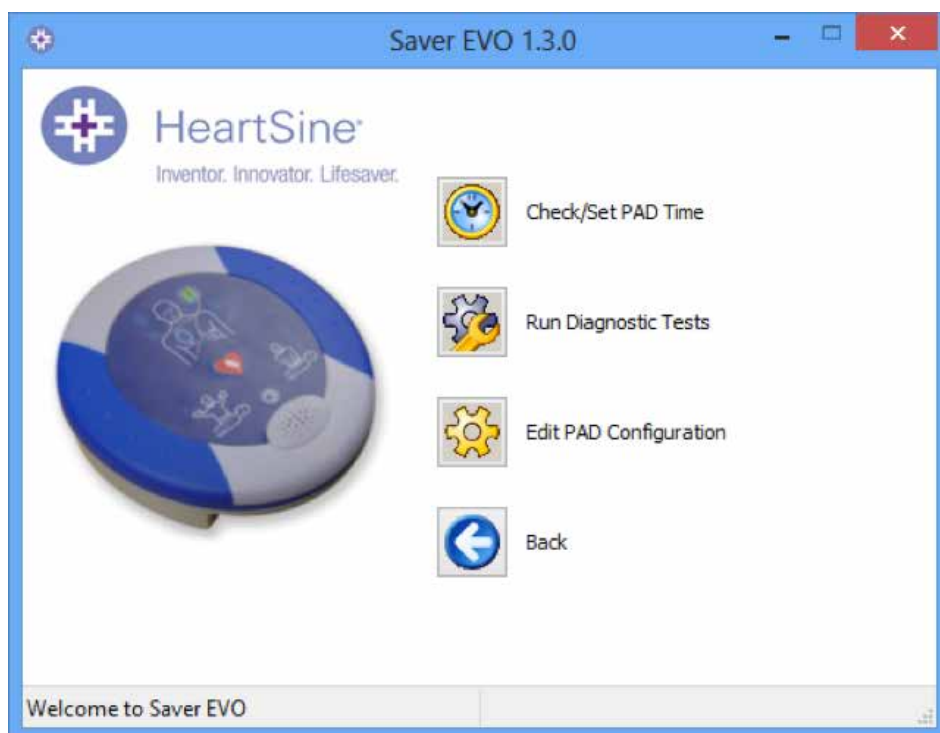 Saver EVO 1.3.0
HeartSine®
Inventor. Innovator. Lifesaver.
Check/Set PAD Time
Run Diagnostic Tests
Edit PAD Configuration
Back
Welcome to Saver EVO